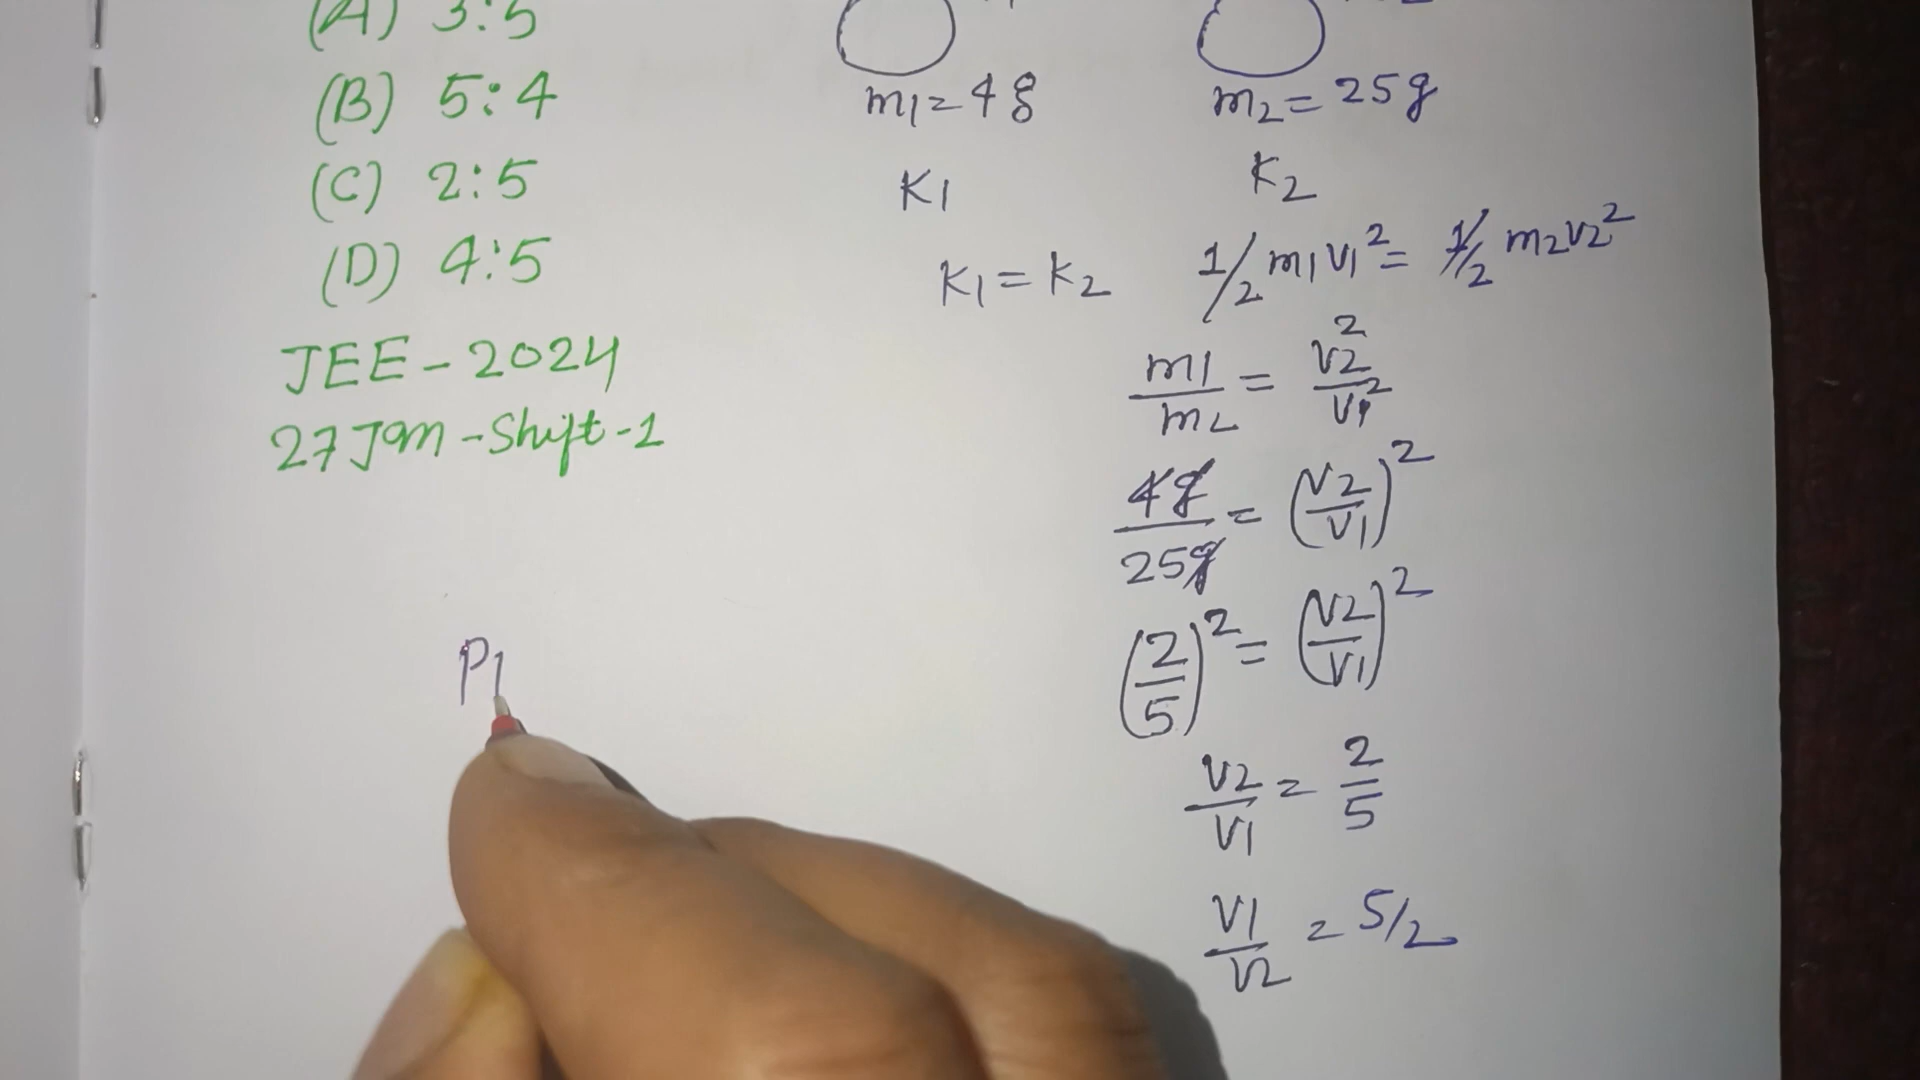 (A) 3:5
(B) 5:4
(C) 2:5
(D) 4:5
JEE-2024
27 Jan-Shift-1
P1
m1=4g
m2=25g
K1
K2
K1=K2
1/2 m1v1²= 1/2 m2v2²
m1/m2 = v2²/v1²
4g/25g = (v2/v1)²
(2/5)² = (v2/v1)²
v2/v1 = 2/5
v1/v2 = 5/2